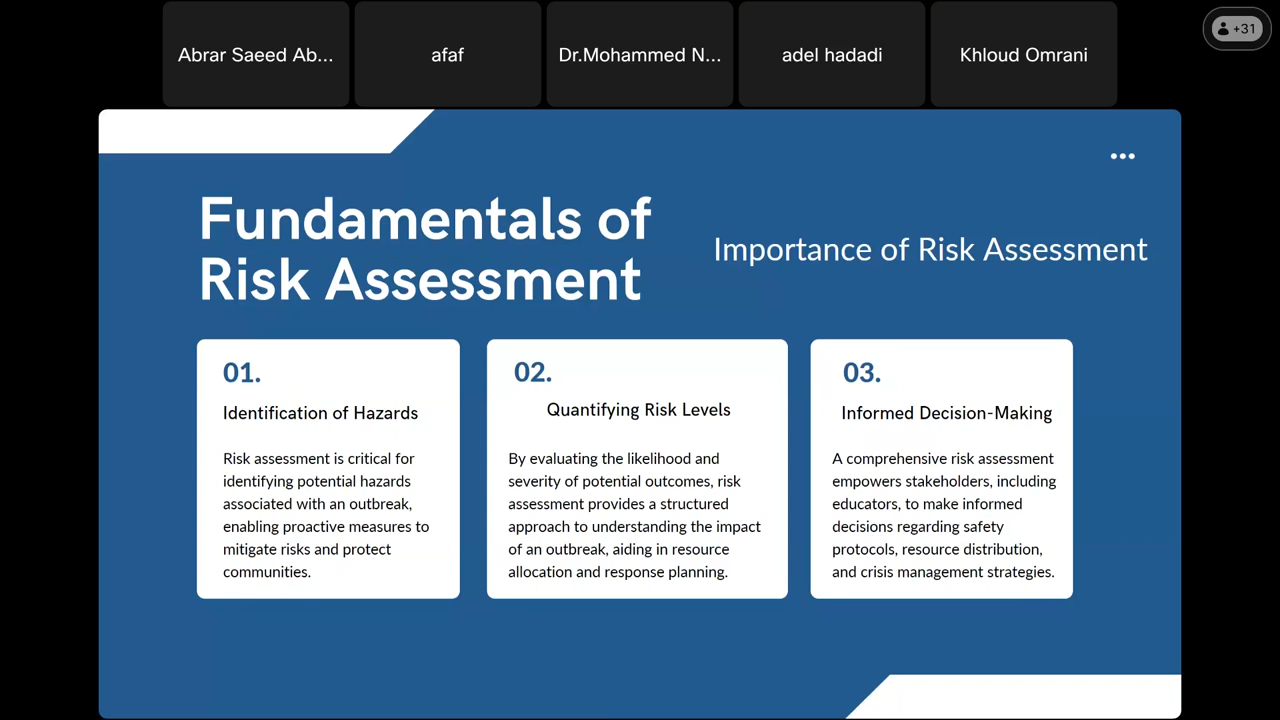 Abrar Saeed Ab...
afaf
Dr.Mohammed N...
adel hadadi
Khloud Omrani
+31
Fundamentals of
Risk Assessment
Importance of Risk Assessment
01.
Identification of Hazards
Risk assessment is critical for
identifying potential hazards
associated with an outbreak,
enabling proactive measures to
mitigate risks and protect
communities.
02.
Quantifying Risk Levels
By evaluating the likelihood and
severity of potential outcomes, risk
assessment provides a structured
approach to understanding the impact
of an outbreak, aiding in resource
allocation and response planning.
03.
Informed Decision-Making
A comprehensive risk assessment
empowers stakeholders, including
educators, to make informed
decisions regarding safety
protocols, resource distribution,
and crisis management strategies.